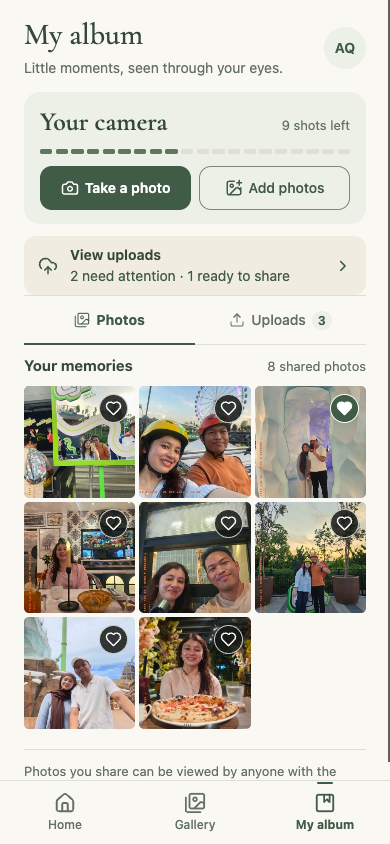 My album
Little moments, seen through your eyes.
AQ
Your camera
9 shots left
Take a photo
Add photos
View uploads
2 need attention · 1 ready to share
Photos
Uploads 3
Your memories
8 shared photos
Photos you share can be viewed by anyone with the
Home
Gallery
My album